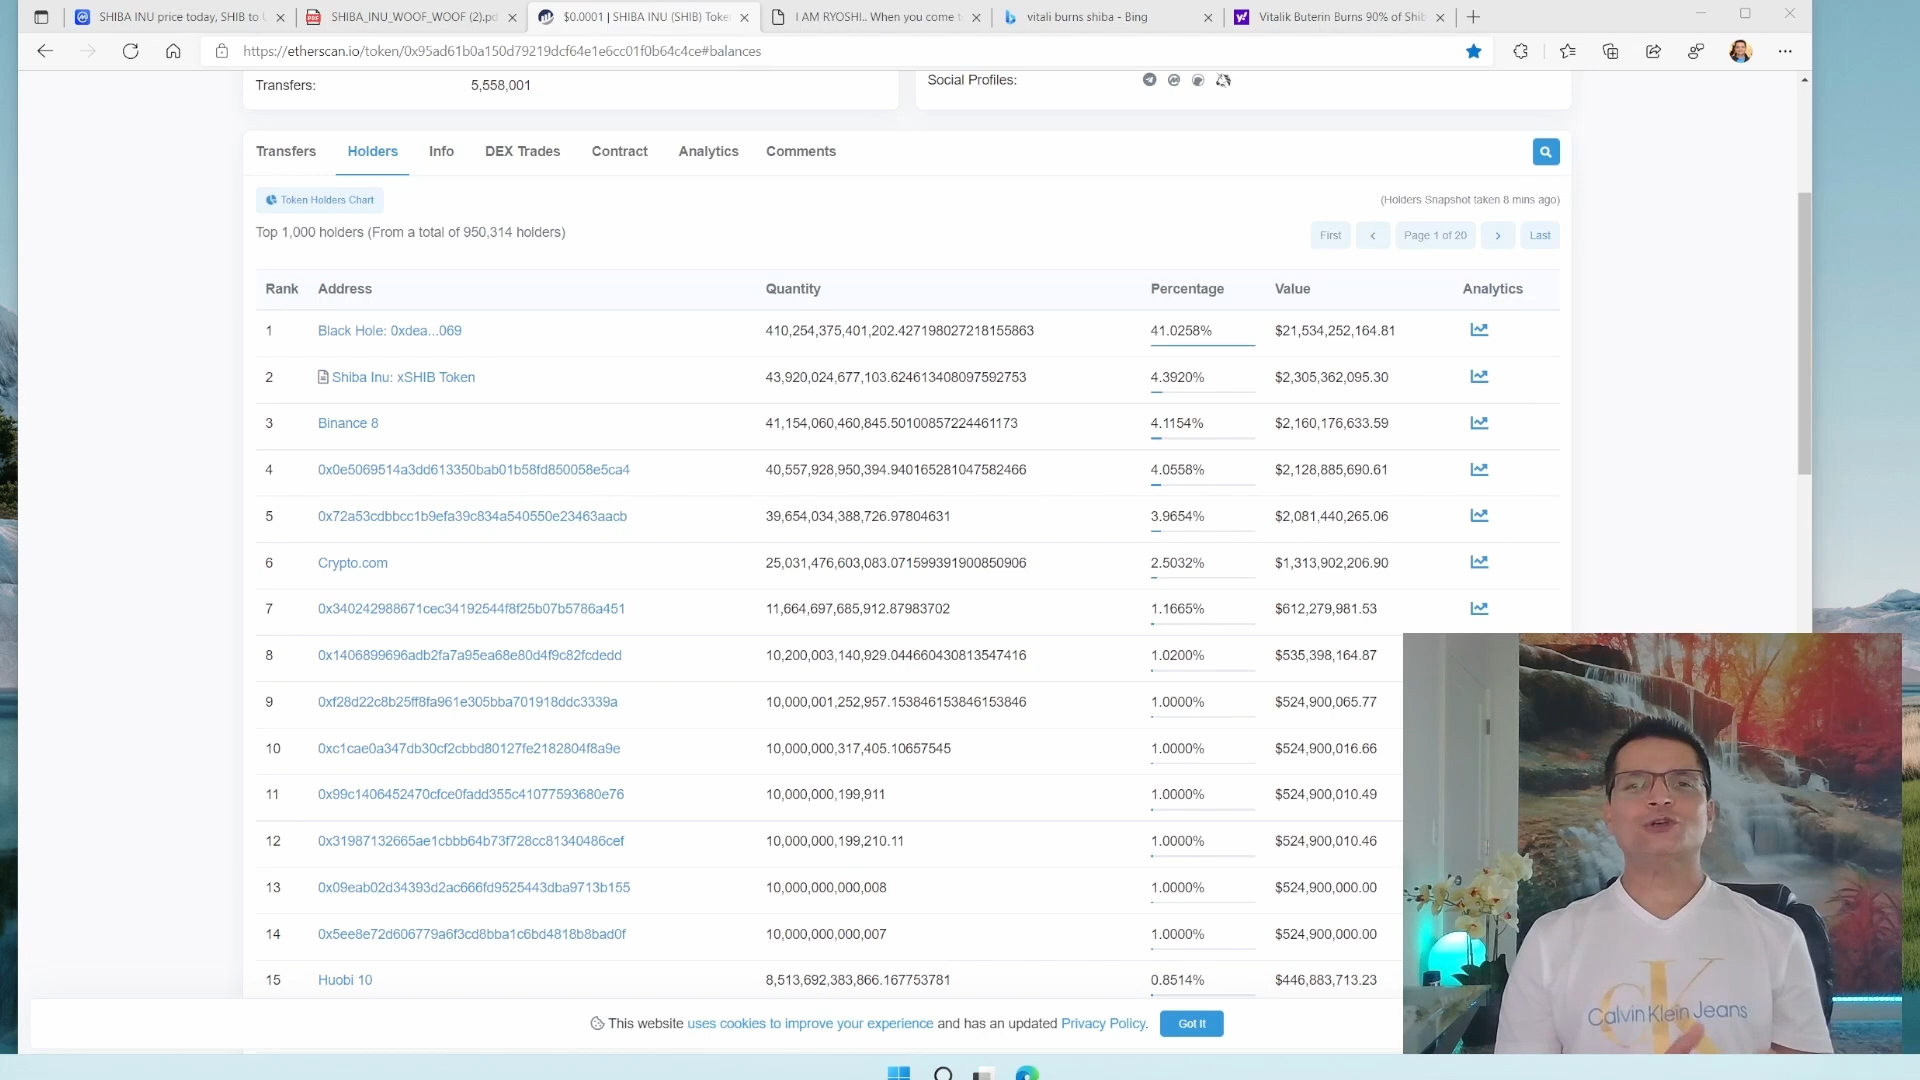 SHIBA INU price today, SHIB to U
SHIBA_INU_WOOF_WOOF (2).pd
$0.0001 | SHIBA INU (SHIB) Toke
I AM RYOSHI.. When you come t
vitali burns shiba - Bing
Vitalik Buterin Burns 90% of Shib
https://etherscan.io/token/0x95ad61b0a150d79219dcf64e1e6cc01f0b64c4ce#balances
Transfers: 5,558,001
Social Profiles:
Transfers Holders Info DEX Trades Contract Analytics Comments
Token Holders Chart
(Holders Snapshot taken 8 mins ago)
Top 1,000 holders (From a total of 950,314 holders)
First Page 1 of 20 Last
Rank Address Quantity Percentage Value Analytics
1 Black Hole: 0xdea...069 410,254,375,401,202.427198027218155863 41.0258% $21,534,252,164.81
2 Shiba Inu: xSHIB Token 43,920,024,677,103.624613408097592753 4.3920% $2,305,362,095.30
3 Binance 8 41,154,060,460,845.50100857224461173 4.1154% $2,160,176,633.59
4 0x0e5069514a3dd613350bab01b58fd850058e5ca4 40,557,928,950,394.940165281047582466 4.0558% $2,128,885,690.61
5 0x72a53cdbbcc1b9efa39c834a540550e23463aacb 39,654,034,388,726.97804631 3.9654% $2,081,440,265.06
6 Crypto.com 25,031,476,603,083.071599391900850906 2.5032% $1,313,902,206.90
7 0x340242988671cec34192544f8f25b07b5786a451 11,664,697,685,912.87983702 1.1665% $612,279,981.53
8 0x1406899696adb2fa7a95ea68e80d4f9c82fcdedd 10,200,003,140,929.044660430813547416 1.0200% $535,398,164.87
9 0xf28d22c8b25ff8fa961e305bba701918ddc3339a 10,000,001,252,957.153846153846153846 1.0000% $524,900,065.77
10 0xc1cae0a347db30cf2cbbd80127fe2182804f8a9e 10,000,000,317,405.10657545 1.0000% $524,900,016.66
11 0x99c1406452470cfce0fadd355c41077593680e76 10,000,000,199,911 1.0000% $524,900,010.49
12 0x31987132665ae1cbbb64b73f728cc81340486cef 10,000,000,199,210.11 1.0000% $524,900,010.46
13 0x09eab02d34393d2ac666fd9525443dba9713b155 10,000,000,000,008 1.0000% $524,900,000.00
14 0x5ee8e72d606779a6f3cd8bba1c6bd4818b8bad0f 10,000,000,000,007 1.0000% $524,900,000.00
15 Huobi 10 8,513,692,383,866.167753781 0.8514% $446,883,713.23
This website uses cookies to improve your experience and has an updated Privacy Policy. Got It
CK
Calvin Klein Jeans